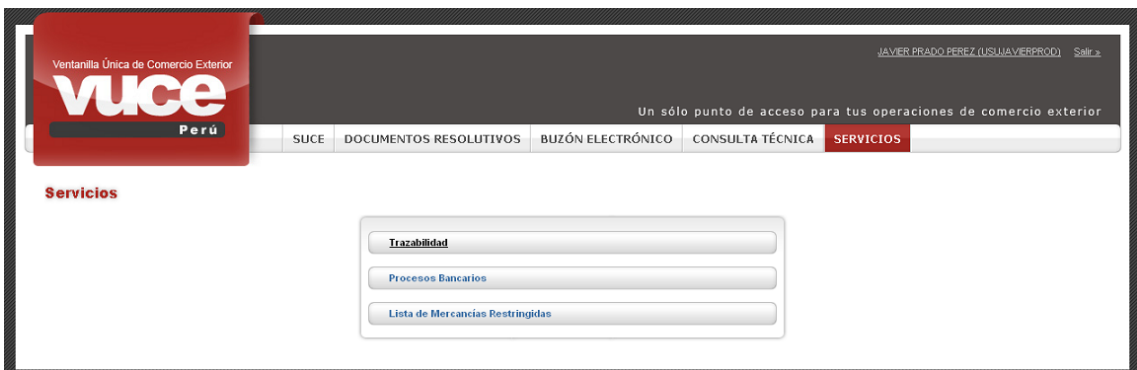 JAVIER PRADO PEREZ (USUJAVIERPROD) Salir »
Ventanilla Única de Comercio Exterior
vuce
Perú
Un sólo punto de acceso para tus operaciones de comercio exterior
SUCE DOCUMENTOS RESOLUTIVOS BUZÓN ELECTRÓNICO CONSULTA TÉCNICA SERVICIOS
Servicios
Trazabilidad
Procesos Bancarios
Lista de Mercancías Restringidas